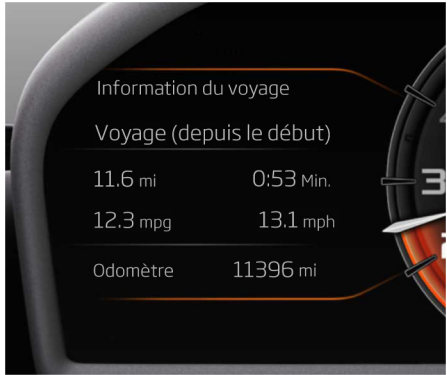 Information du voyage
Voyage (depuis le début)
11.6 mi 0:53 Min.
12.3 mpg 13.1 mph
Odomètre 11396 mi
3